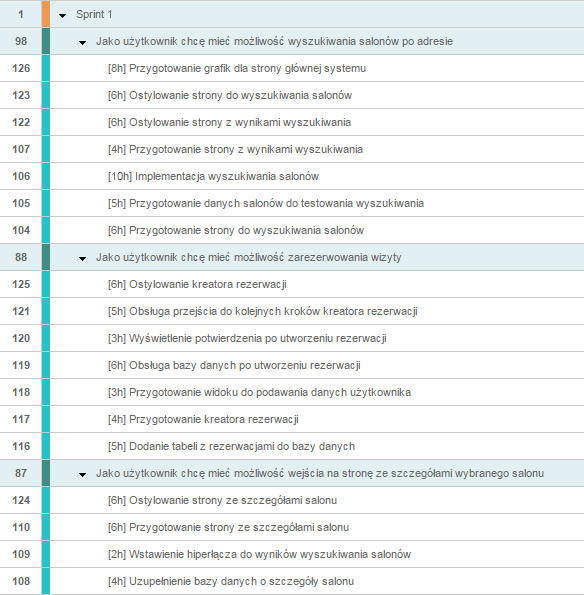 1 Sprint 1
98 Jako użytkownik chcę mieć możliwość wyszukiwania salonów po adresie
126 [8h] Przygotowanie grafik dla strony głównej systemu
123 [6h] Ostylowanie strony do wyszukiwania salonów
122 [6h] Ostylowanie strony z wynikami wyszukiwania
107 [4h] Przygotowanie strony z wynikami wyszukiwania
106 [10h] Implementacja wyszukiwania salonów
105 [5h] Przygotowanie danych salonów do testowania wyszukiwania
104 [6h] Przygotowanie strony do wyszukiwania salonów
88 Jako użytkownik chcę mieć możliwość zarezerwowania wizyty
125 [6h] Ostylowanie kreatora rezerwacji
121 [5h] Obsługa przejścia do kolejnych kroków kreatora rezerwacji
120 [3h] Wyświetlenie potwierdzenia po utworzeniu rezerwacji
119 [6h] Obsługa bazy danych po utworzeniu rezerwacji
118 [3h] Przygotowanie widoku do podawania danych użytkownika
117 [4h] Przygotowanie kreatora rezerwacji
116 [5h] Dodanie tabeli z rezerwacjami do bazy danych
87 Jako użytkownik chcę mieć możliwość wejścia na stronę ze szczegółami wybranego salonu
124 [6h] Ostylowanie strony ze szczegółami salonu
110 [6h] Przygotowanie strony ze szczegółami salonu
109 [2h] Wstawienie hiperłącza do wyników wyszukiwania salonów
108 [4h] Uzupełnienie bazy danych o szczegóły salonu